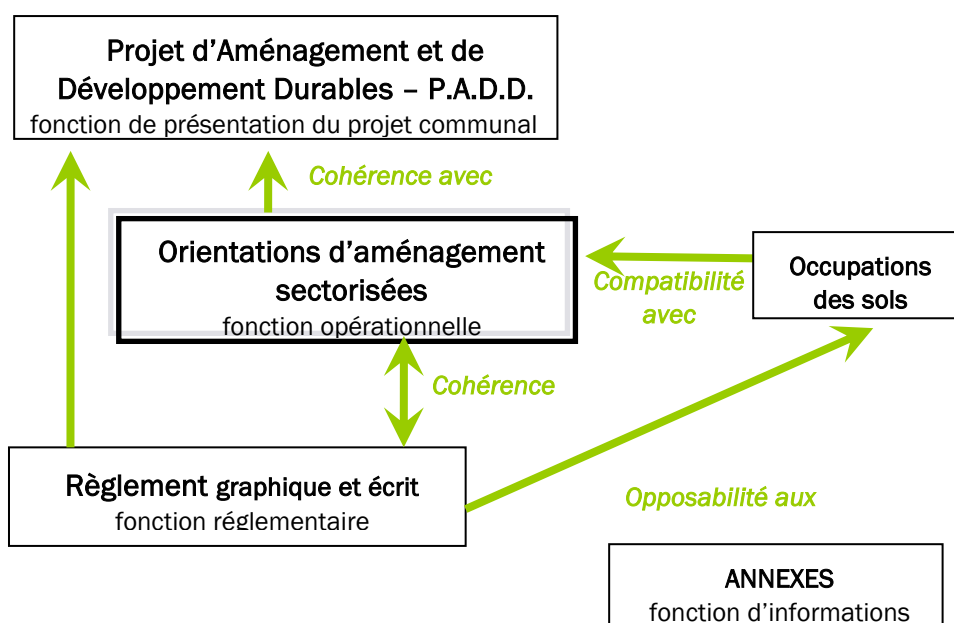 Projet d'Aménagement et de
Développement Durables – P.A.D.D.
fonction de présentation du projet communal
Cohérence avec
Orientations d'aménagement
sectorisées
fonction opérationnelle
Compatibilité
avec
Occupations
des sols
Cohérence
Règlement graphique et écrit
fonction réglementaire
Opposabilité aux
ANNEXES
fonction d'informations